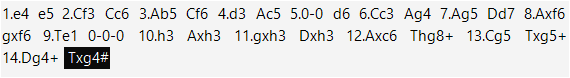 1.e4 e5 2.Cf3 Cc6 3.Ab5 Cf6 4.d3 Ac5 5.0-0 d6 6.Cc3 Ag4 7.Ag5 Dd7 8.Axf6
gxf6 9.Te1 0-0-0 10.h3 Axh3 11.gxh3 Dxh3 12.Axc6 Thg8+ 13.Cg5 Txg5+
14.Dg4+ Txg4#